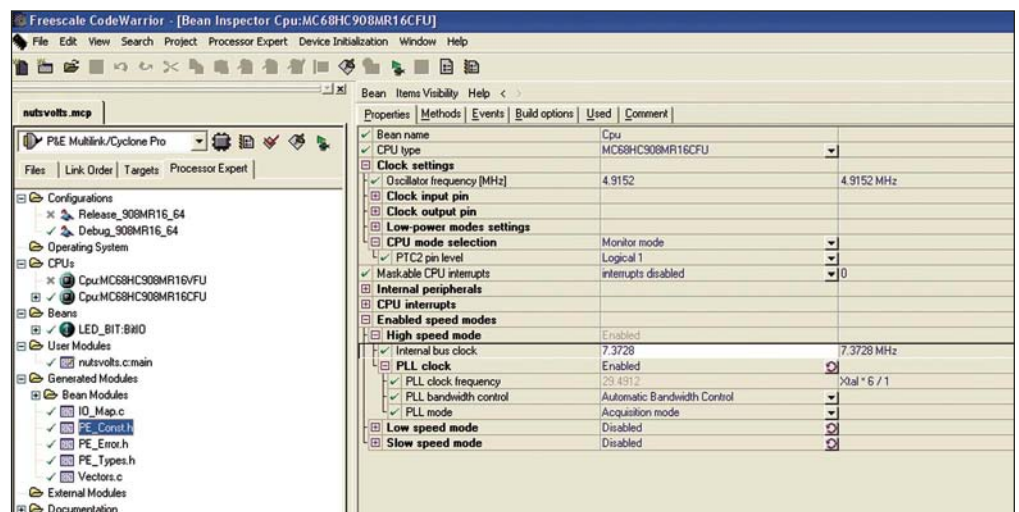 Freescale CodeWarrior - [Bean Inspector Cpu:MC68HC908MR16CFU]
File Edit View Search Project Processor Expert Device Initialization Window Help
nutsvolts.mcp
P&E Multilink/Cyclone Pro
Files Link Order Targets Processor Expert
Configurations
Release_908MR16_64
Debug_908MR16_64
Operating System
CPUs
Cpu:MC68HC908MR16VFU
Cpu:MC68HC908MR16CFU
Beans
LED_BIT:BitIO
User Modules
nutsvolts.c:main
Generated Modules
Bean Modules
IO_Map.c
PE_Const.h
PE_Error.h
PE_Types.h
Vectors.c
External Modules
Documentation
Bean Items Visibility Help < >
Properties Methods Events Build options Used Comment
Bean name Cpu
CPU type MC68HC908MR16CFU
Clock settings
Oscillator frequency [MHz] 4.9152 4.9152 MHz
Clock input pin
Clock output pin
Low-power modes settings
CPU mode selection Monitor mode
PTC2 pin level Logical 1
Maskable CPU interrupts interrupts disabled 0
Internal peripherals
CPU interrupts
Enabled speed modes
High speed mode Enabled
Internal bus clock 7.3728 7.3728 MHz
PLL clock Enabled
PLL clock frequency 29.4912 Xtal * 6 / 1
PLL bandwidth control Automatic Bandwidth Control
PLL mode Acquisition mode
Low speed mode Disabled
Slow speed mode Disabled